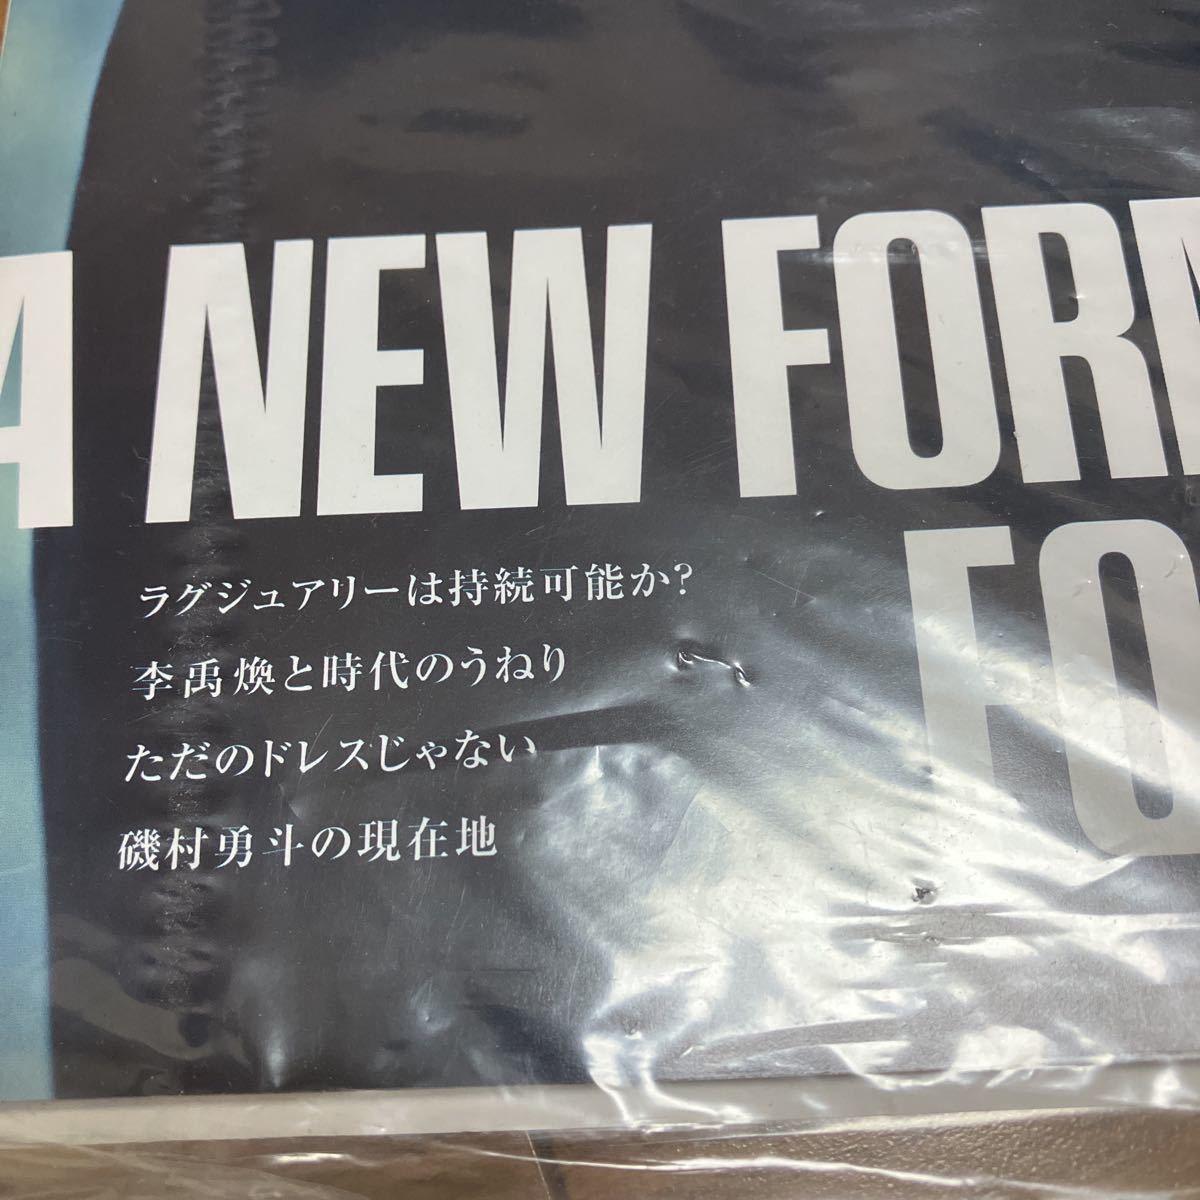 A NEW FORM
FO
ラグジュアリーは持続可能か?
李禹煥と時代のうねり
ただのドレスじゃない
磯村勇斗の現在地